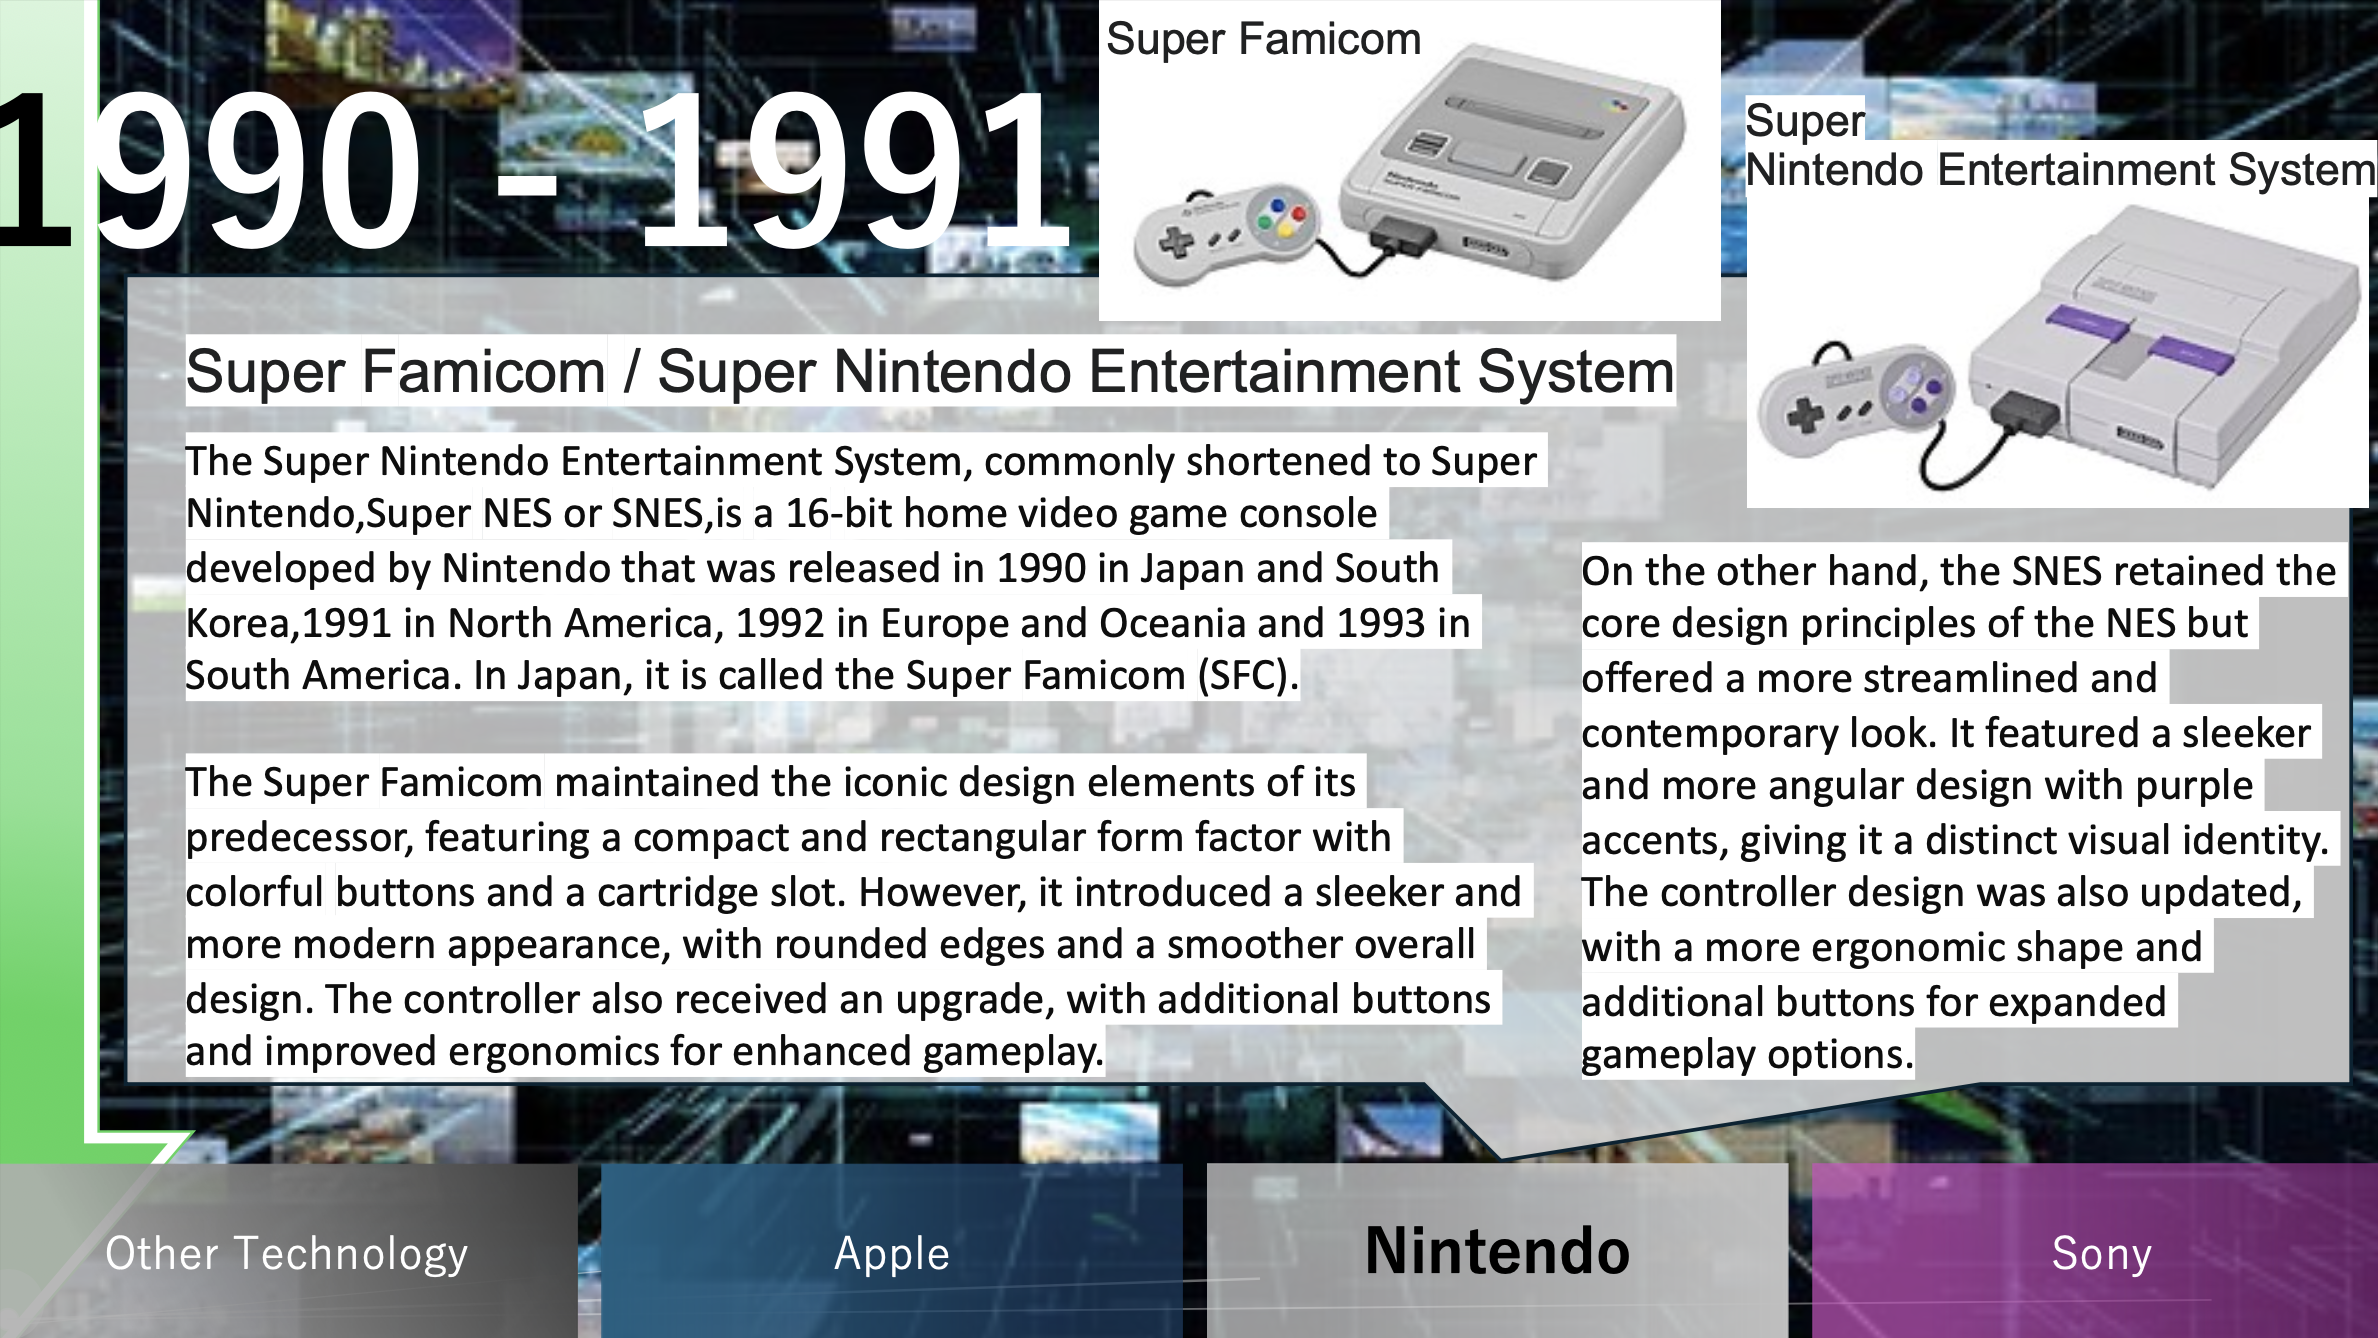 1990 - 1991
Super Famicom
Super
Nintendo Entertainment System
Super Famicom / Super Nintendo Entertainment System
The Super Nintendo Entertainment System, commonly shortened to Super
Nintendo,Super NES or SNES,is a 16-bit home video game console
developed by Nintendo that was released in 1990 in Japan and South
Korea,1991 in North America, 1992 in Europe and Oceania and 1993 in
South America. In Japan, it is called the Super Famicom (SFC).
The Super Famicom maintained the iconic design elements of its
predecessor, featuring a compact and rectangular form factor with
colorful buttons and a cartridge slot. However, it introduced a sleeker and
more modern appearance, with rounded edges and a smoother overall
design. The controller also received an upgrade, with additional buttons
and improved ergonomics for enhanced gameplay.
On the other hand, the SNES retained the
core design principles of the NES but
offered a more streamlined and
contemporary look. It featured a sleeker
and more angular design with purple
accents, giving it a distinct visual identity.
The controller design was also updated,
with a more ergonomic shape and
additional buttons for expanded
gameplay options.
Other Technology
Apple
Nintendo
Sony